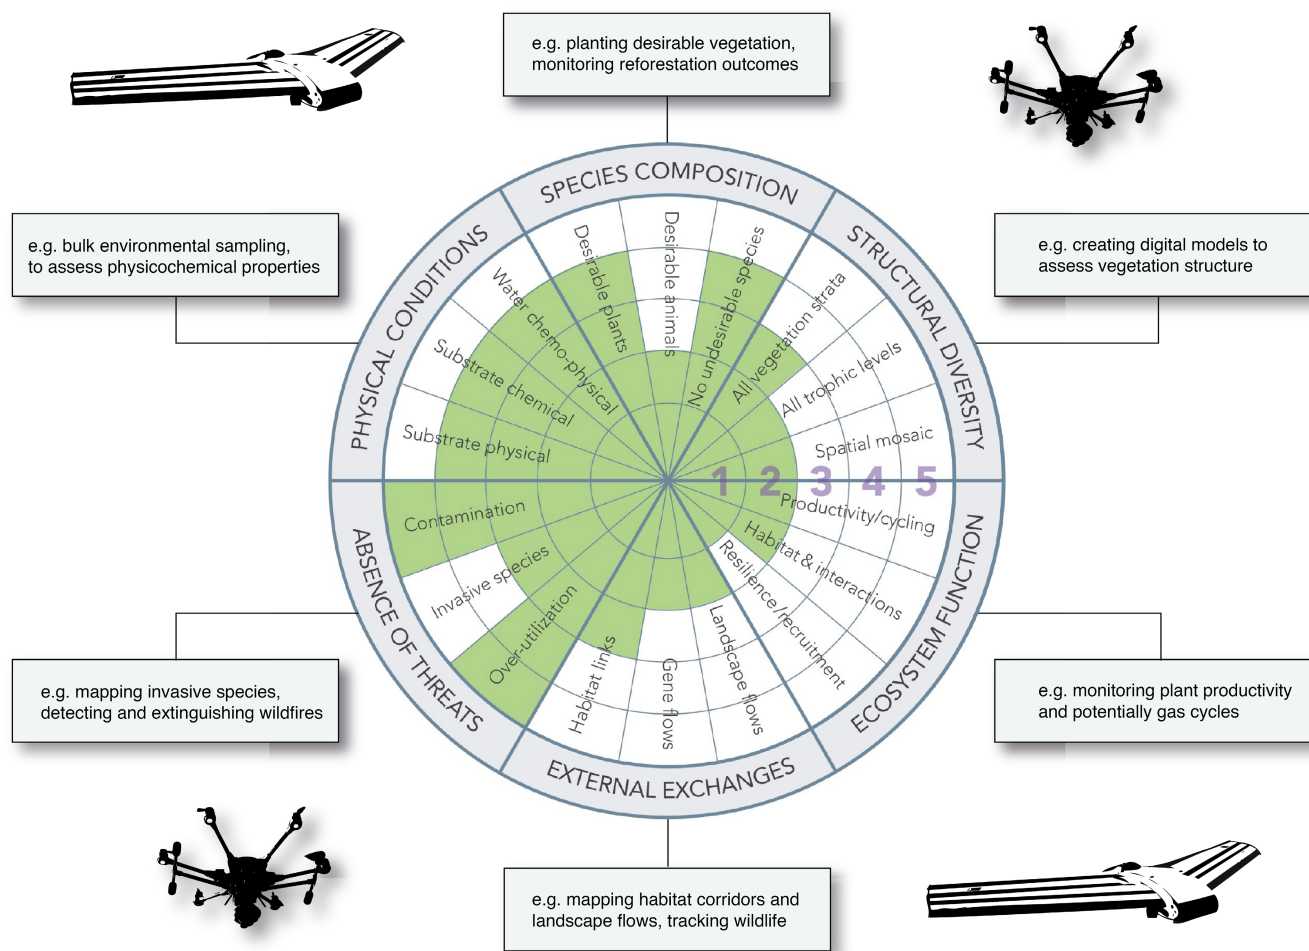 e.g. planting desirable vegetation,
monitoring reforestation outcomes
e.g. bulk environmental sampling,
to assess physicochemical properties
e.g. creating digital models to
assess vegetation structure
SPECIES COMPOSITION
Desirable plants
Desirable animals
No undesirable species
STRUCTURAL DIVERSITY
All vegetation strata
All trophic levels
Spatial mosaic
PHYSICAL CONDITIONS
Water chemo-physical
Substrate chemical
Substrate physical
1 2 3 4 5
ABSENCE OF THREATS
Contamination
Invasive species
Over-utilization
EXTERNAL EXCHANGES
Habitat links
Gene flows
Landscape flows
ECOSYSTEM FUNCTION
Productivity/cycling
Habitat & interactions
Resilience/recruitment
e.g. mapping invasive species,
detecting and extinguishing wildfires
e.g. monitoring plant productivity
and potentially gas cycles
e.g. mapping habitat corridors and
landscape flows, tracking wildlife